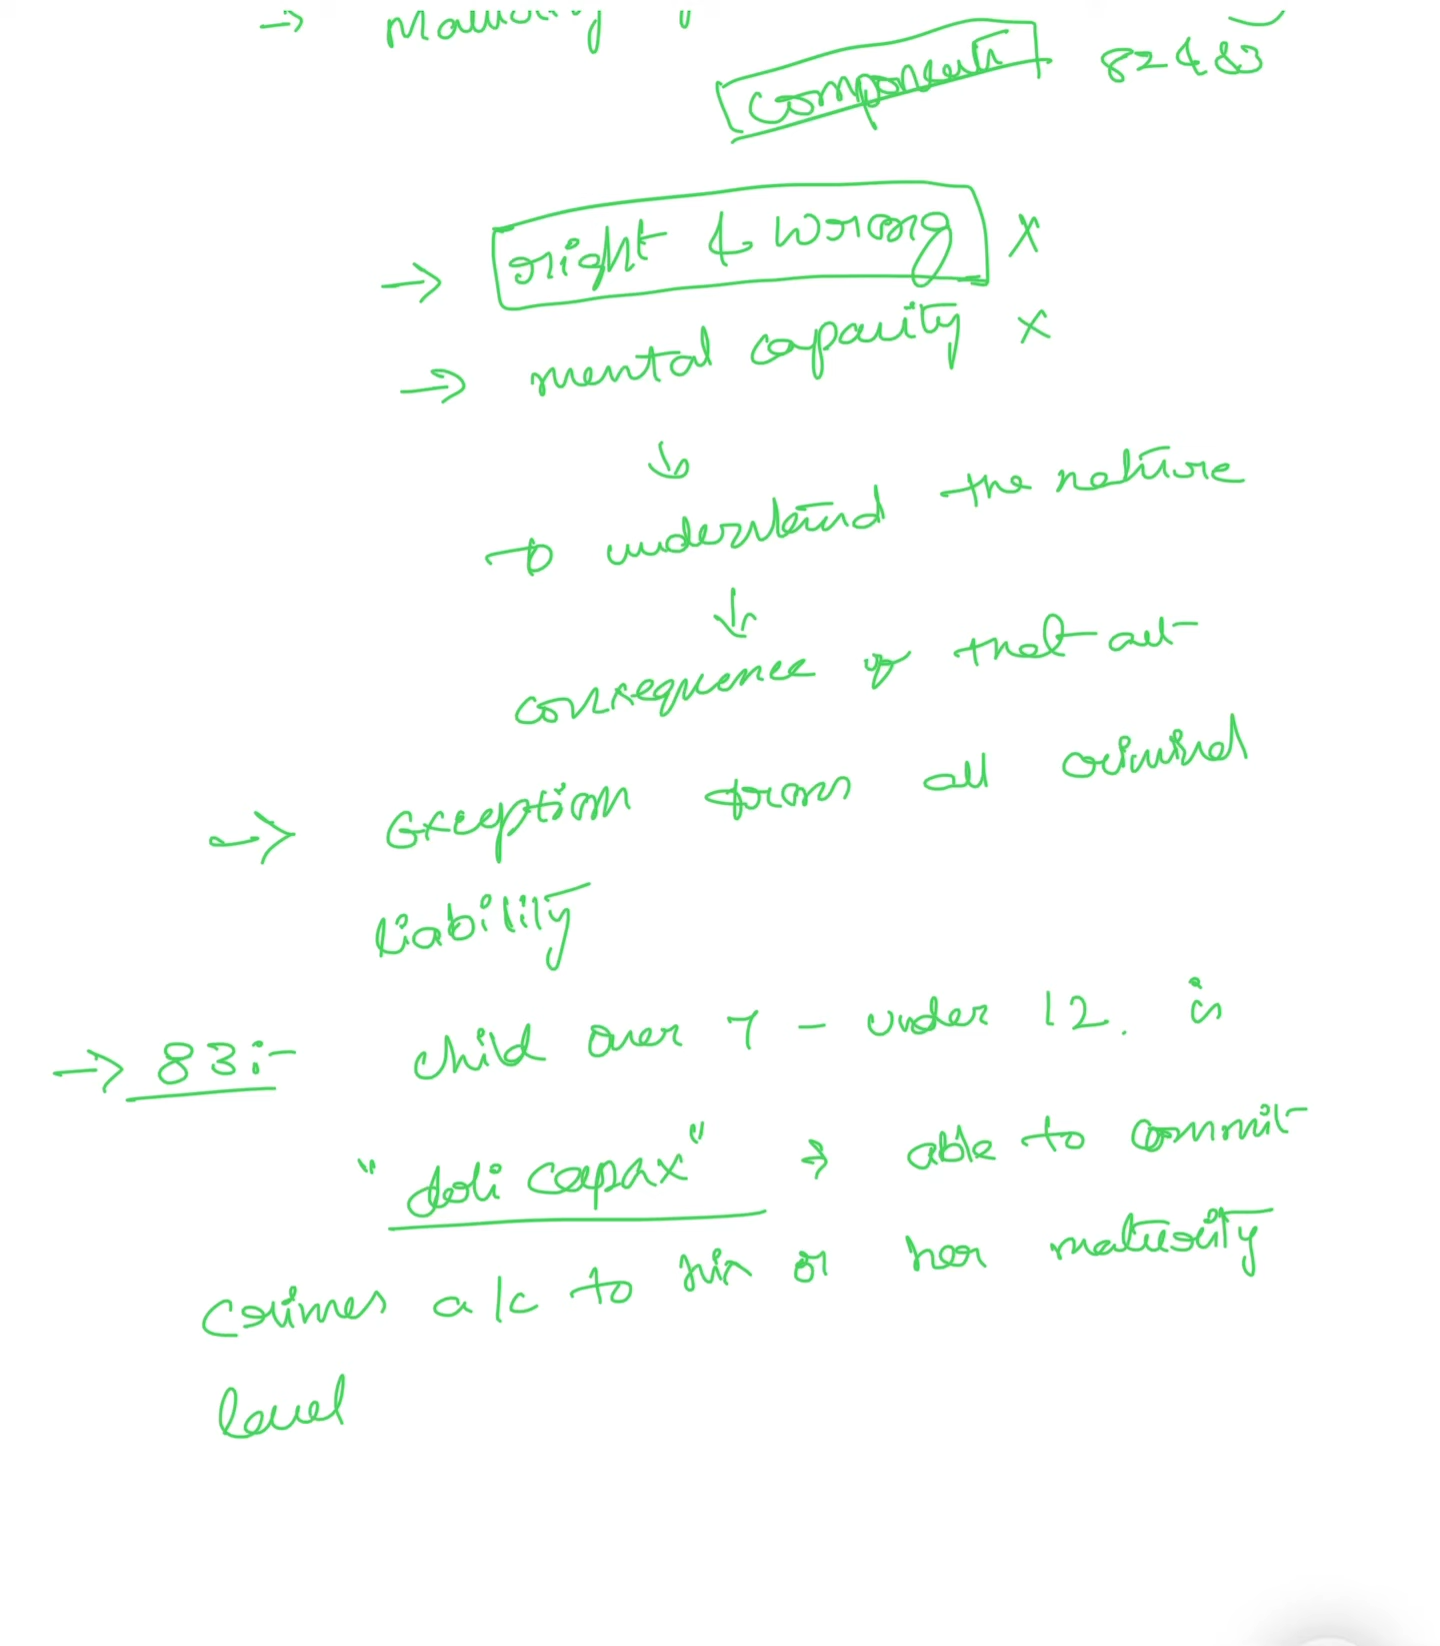 → Maturity
Components 82 & 83
→ right & wrong x
→ mental capacity x
↓
→ understand the nature
↓
consequence of that act
→ Exception from all criminal
liability
→ 83:- child over 7 - under 12. is
"doli capax" → able to commit
crimes a/c to his or her maturity
level